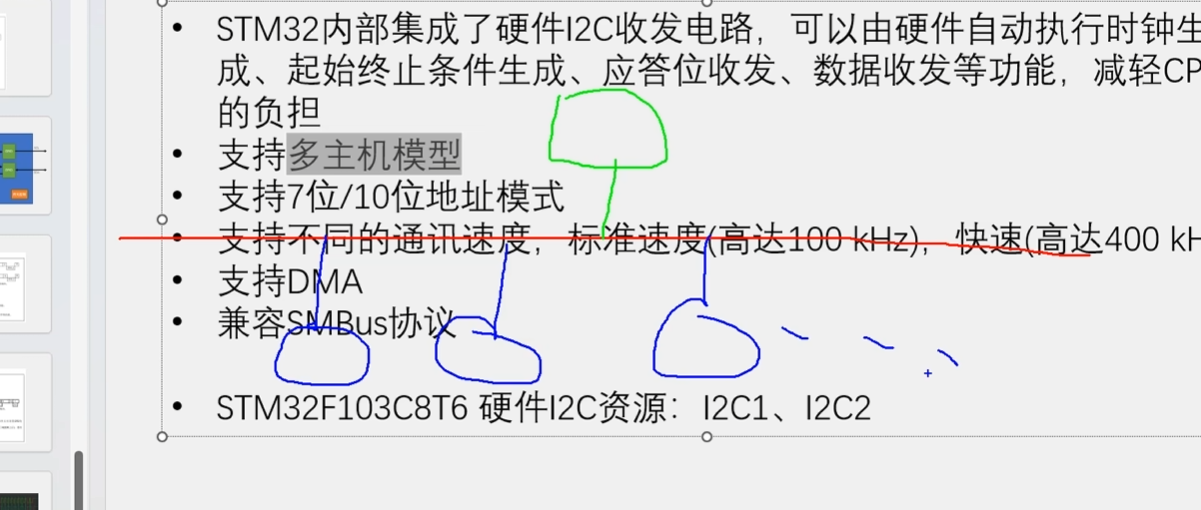 • STM32内部集成了硬件I2C收发电路，可以由硬件自动执行时钟生
成、起始终止条件生成、应答位收发、数据收发等功能，减轻CP
的负担
• 支持多主机模型
• 支持7位/10位地址模式
• 支持不同的通讯速度，标准速度(高达100 kHz)，快速(高达400 kH
• 支持DMA
• 兼容SMBus协议
• STM32F103C8T6 硬件I2C资源：I2C1、I2C2